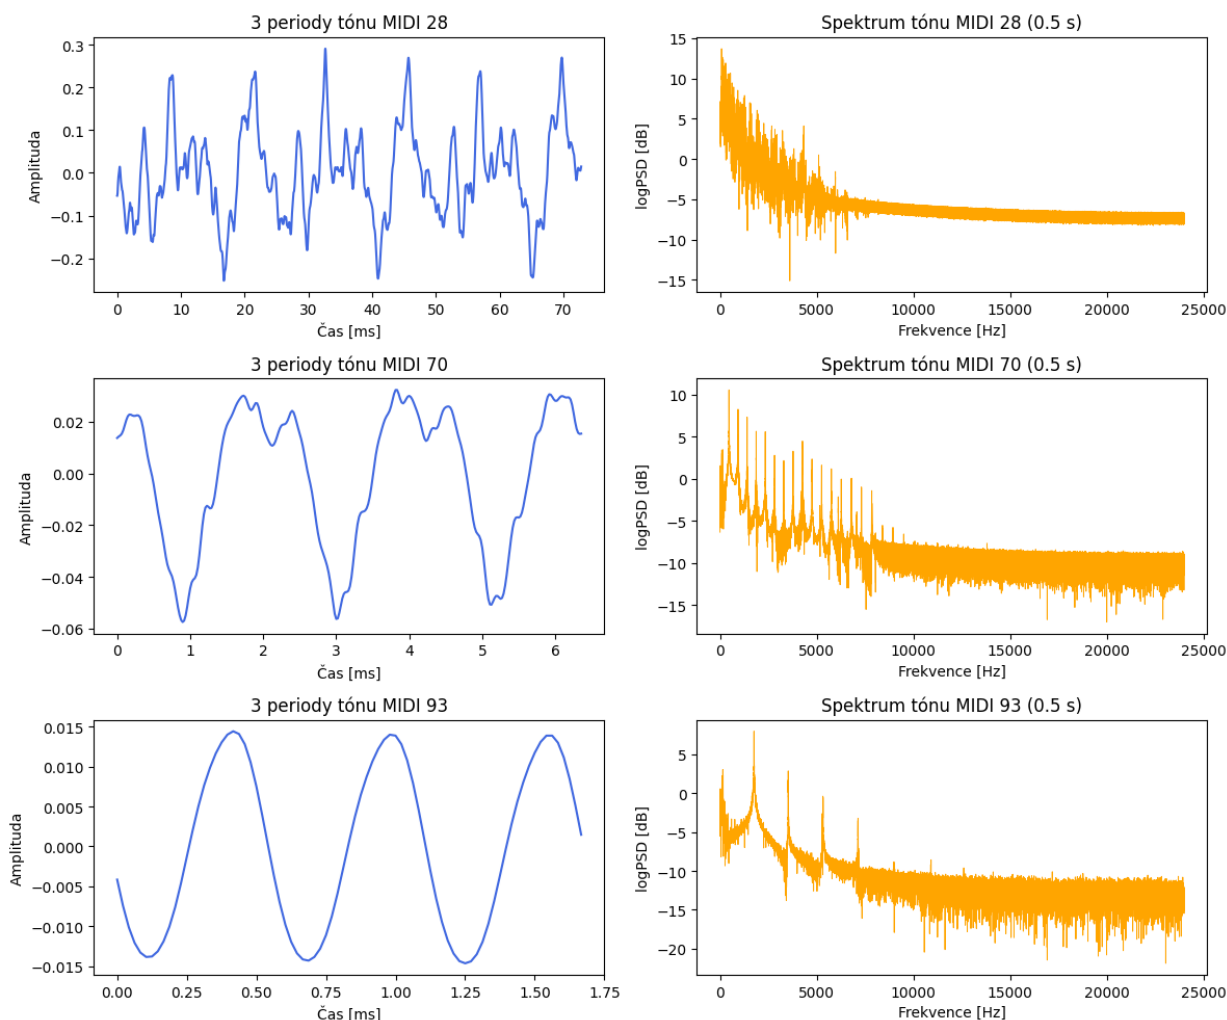 3 periody tónu MIDI 28
Amplituda
0.3
0.2
0.1
0.0
−0.1
−0.2
0 10 20 30 40 50 60 70
Čas [ms]
Spektrum tónu MIDI 28 (0.5 s)
logPSD [dB]
15
10
5
0
−5
−10
−15
0 5000 10000 15000 20000 25000
Frekvence [Hz]
3 periody tónu MIDI 70
Amplituda
0.02
0.00
−0.02
−0.04
−0.06
0 1 2 3 4 5 6
Čas [ms]
Spektrum tónu MIDI 70 (0.5 s)
logPSD [dB]
10
5
0
−5
−10
−15
0 5000 10000 15000 20000 25000
Frekvence [Hz]
3 periody tónu MIDI 93
Amplituda
0.015
0.010
0.005
0.000
−0.005
−0.010
−0.015
0.00 0.25 0.50 0.75 1.00 1.25 1.50 1.75
Čas [ms]
Spektrum tónu MIDI 93 (0.5 s)
logPSD [dB]
5
0
−5
−10
−15
−20
0 5000 10000 15000 20000 25000
Frekvence [Hz]